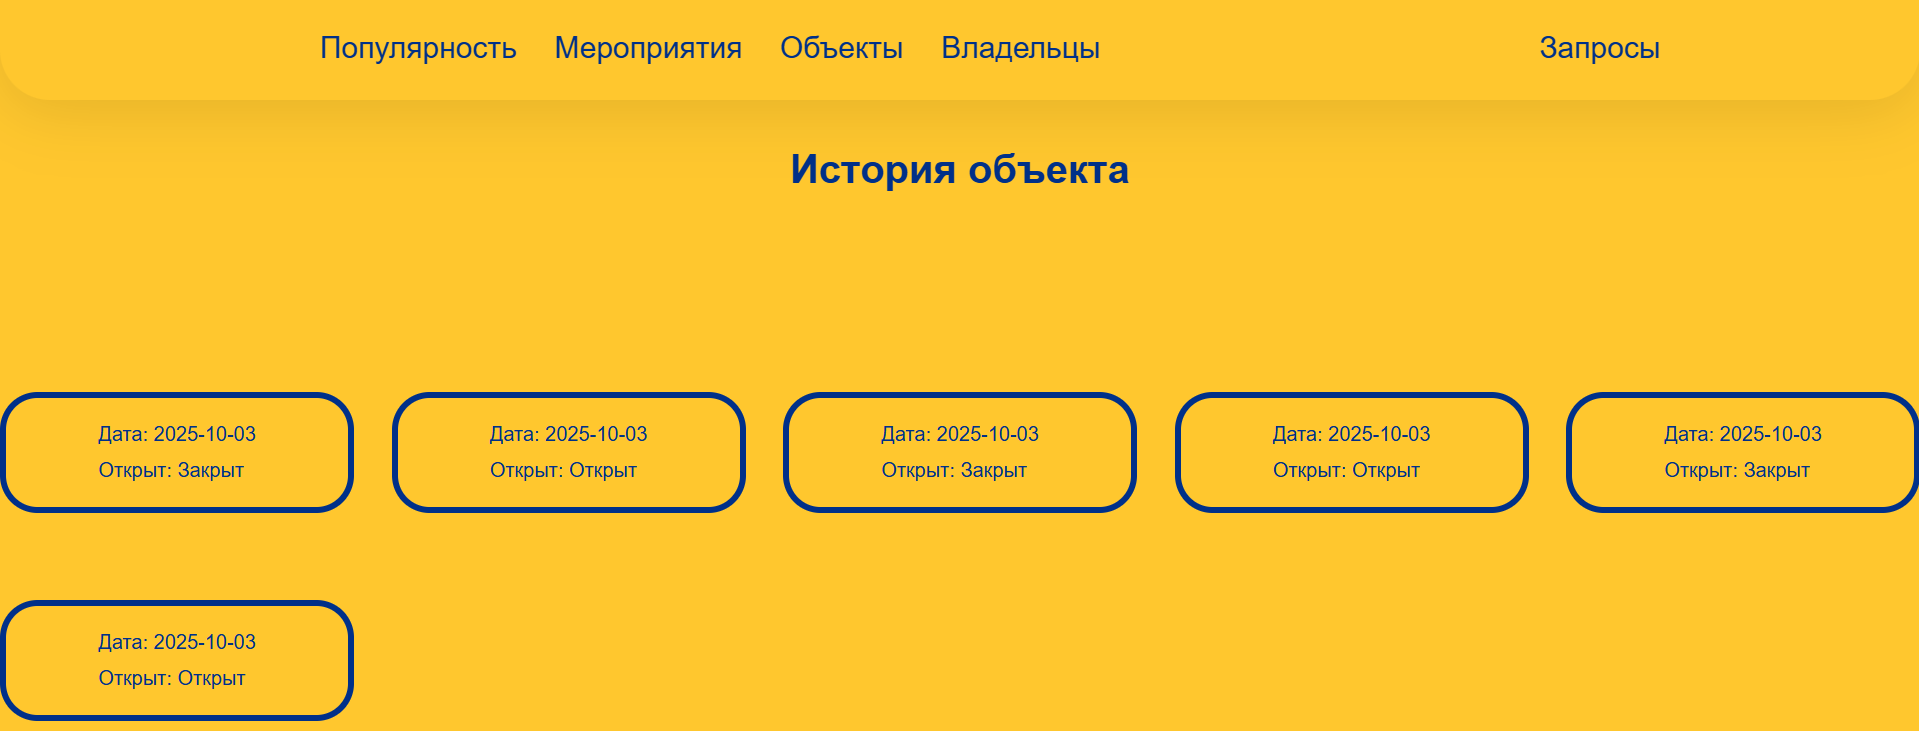 Популярность Мероприятия Объекты Владельцы Запросы
История объекта
Дата: 2025-10-03
Открыт: Закрыт
Дата: 2025-10-03
Открыт: Открыт
Дата: 2025-10-03
Открыт: Закрыт
Дата: 2025-10-03
Открыт: Открыт
Дата: 2025-10-03
Открыт: Закрыт
Дата: 2025-10-03
Открыт: Открыт